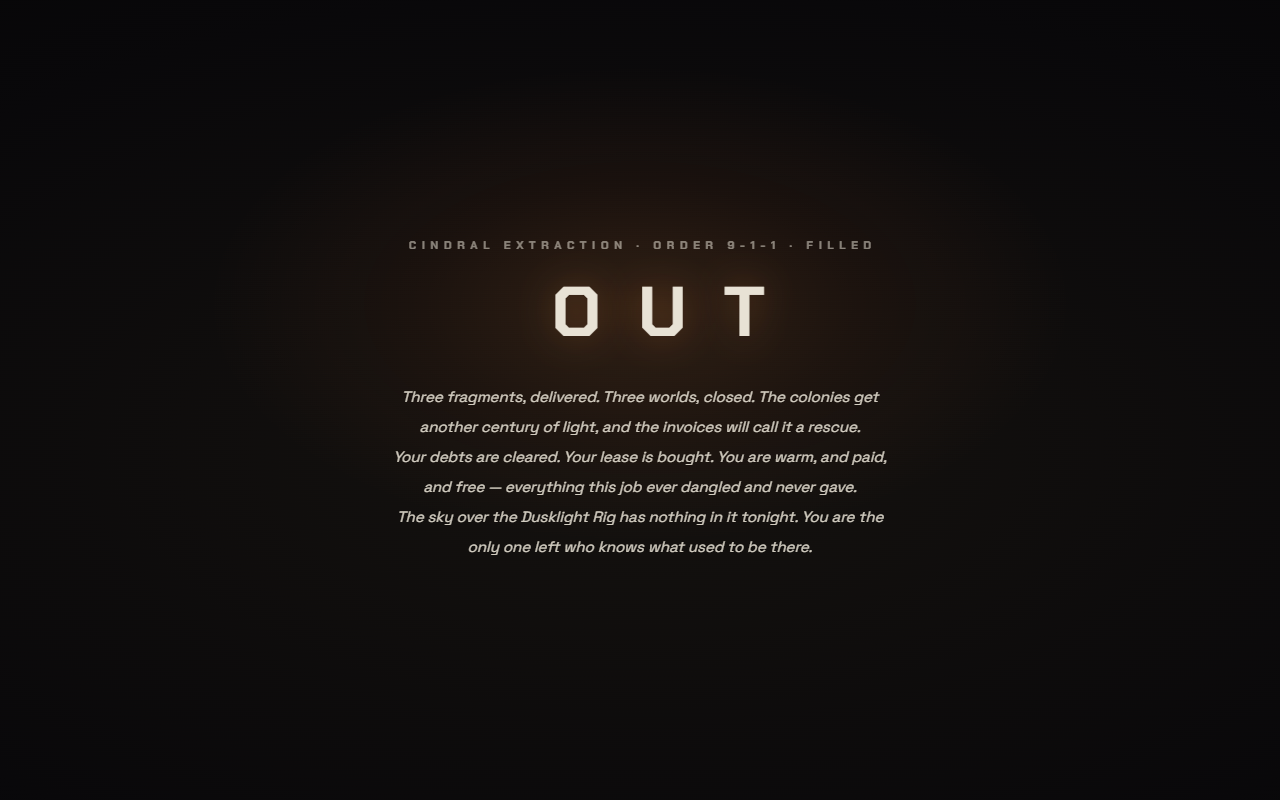 CINDRAL EXTRACTION · ORDER 9-1-1 · FILLED
OUT
Three fragments, delivered. Three worlds, closed. The colonies get
another century of light, and the invoices will call it a rescue.
Your debts are cleared. Your lease is bought. You are warm, and paid,
and free — everything this job ever dangled and never gave.
The sky over the Dusklight Rig has nothing in it tonight. You are the
only one left who knows what used to be there.